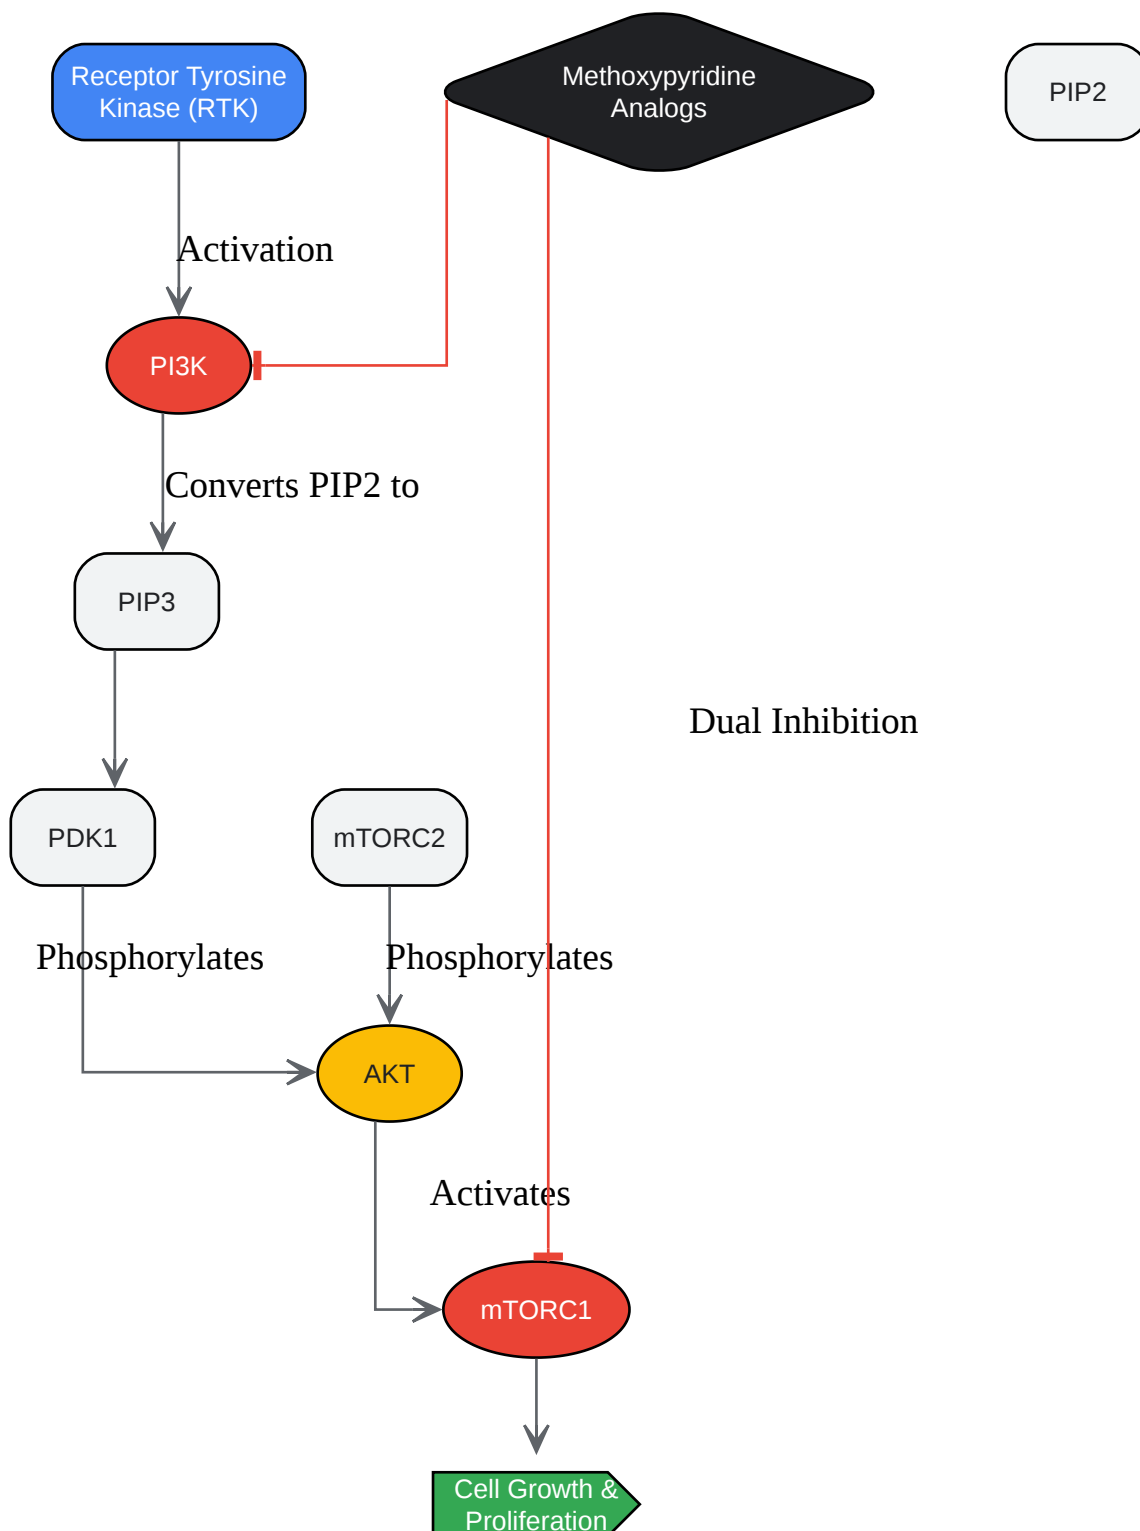 Receptor Tyrosine
Kinase (RTK)
Methoxypyridine
Analogs
PIP2
Activation
PI3K
Converts PIP2 to
PIP3
Dual Inhibition
PDK1
mTORC2
Phosphorylates
Phosphorylates
AKT
Activates
mTORC1
Cell Growth &
Proliferation